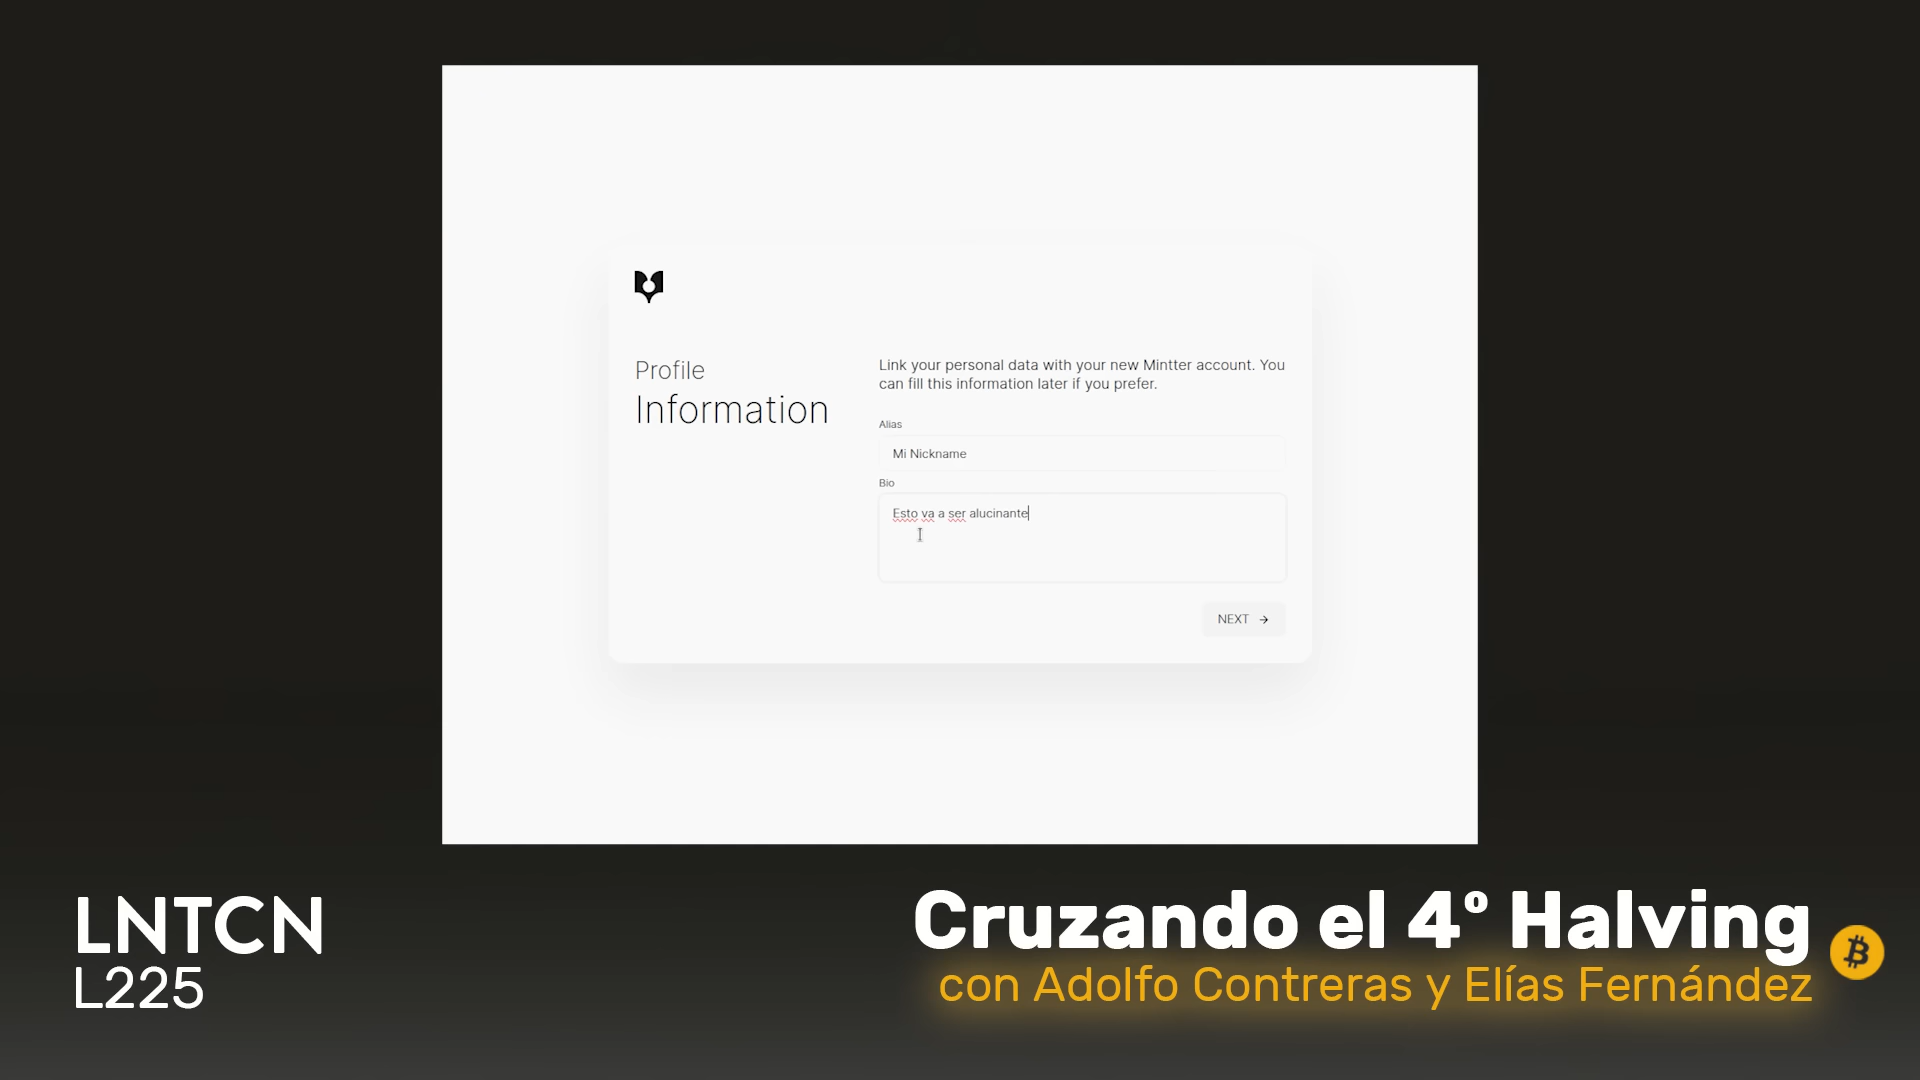 Profile
Information
Link your personal data with your new Mintter account. You
can fill this information later if you prefer.
Alias
Mi Nickname
Bio
Esto va a ser alucinante
NEXT
LNTCN
L225
Cruzando el 4º Halving
con Adolfo Contreras y Elías Fernández